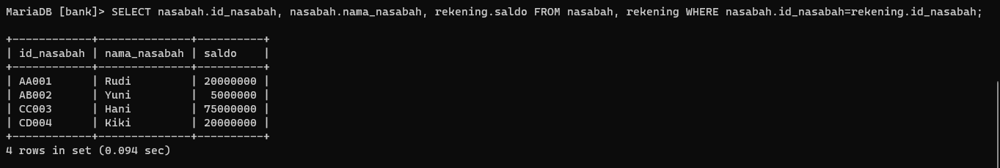 MariaDB [bank]> SELECT nasabah.id_nasabah, nasabah.nama_nasabah, rekening.saldo FROM nasabah, rekening WHERE nasabah.id_nasabah=rekening.id_nasabah;
+------------+--------------+----------+
| id_nasabah | nama_nasabah | saldo    |
+------------+--------------+----------+
| AA001      | Rudi         | 20000000 |
| AB002      | Yuni         |  5000000 |
| CC003      | Hani         | 75000000 |
| CD004      | Kiki         | 20000000 |
+------------+--------------+----------+
4 rows in set (0.094 sec)